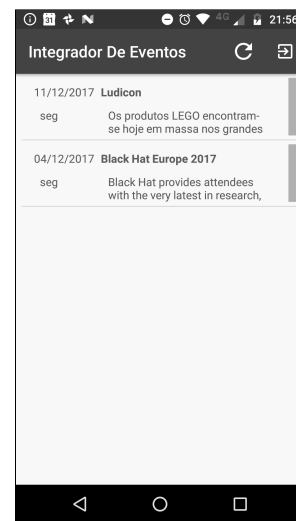 31 N 4G 21:56
Integrador De Eventos
11/12/2017 Ludicon
seg Os produtos LEGO encontram-
se hoje em massa nos grandes
04/12/2017 Black Hat Europe 2017
seg Black Hat provides attendees
with the very latest in research,